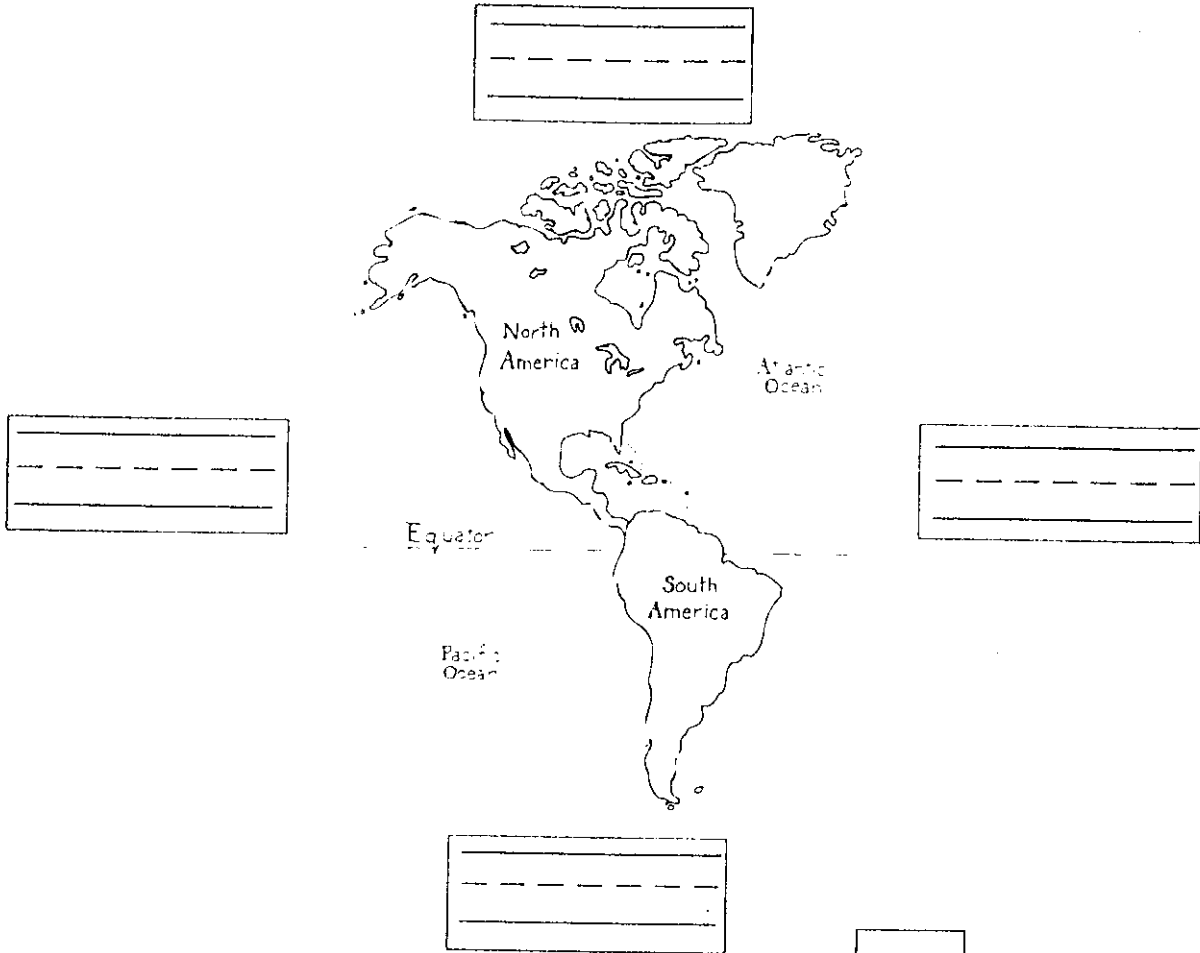 North
America
Atlantic
Ocean
Equator
South
America
Pacific
Ocean